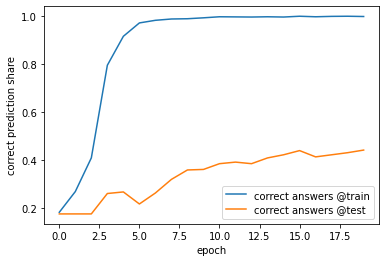 1.0
0.8
0.6
0.4
0.2
correct prediction share
0.0 2.5 5.0 7.5 10.0 12.5 15.0 17.5
epoch
correct answers @train
correct answers @test